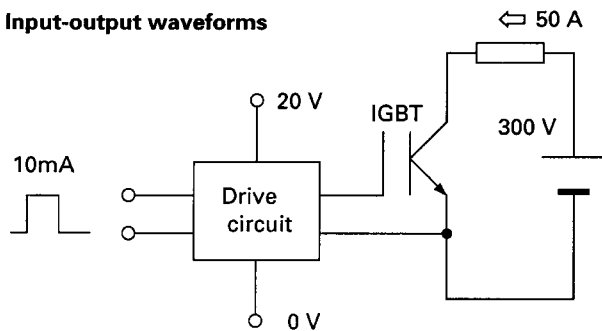 Input-output waveforms
50 A
20 V
IGBT
300 V
10mA
Drive
circuit
0 V